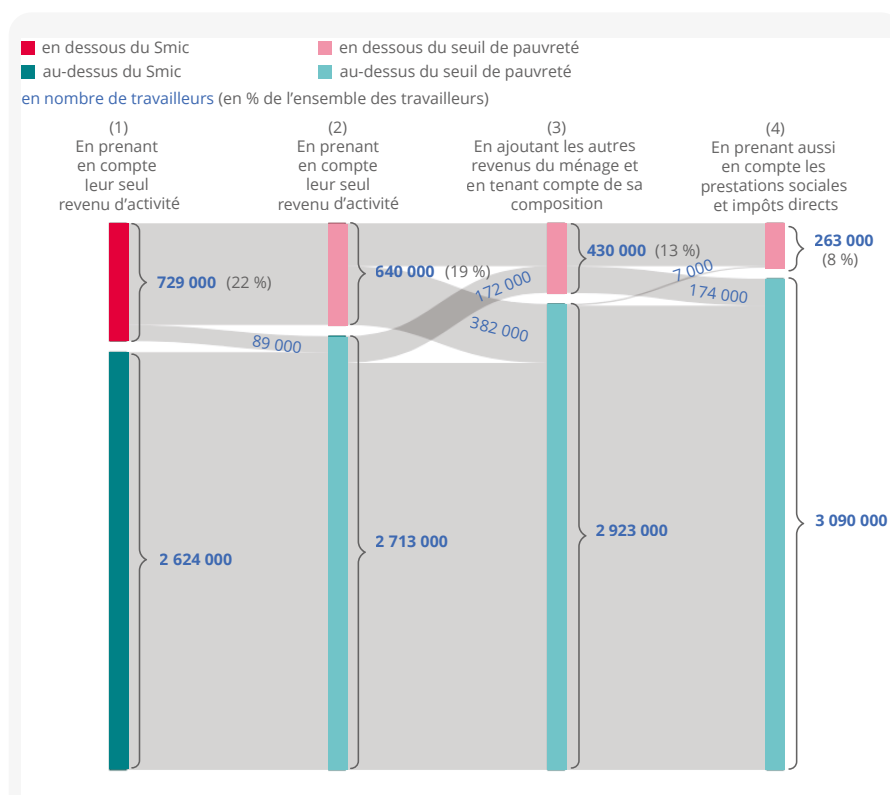 en dessous du Smic
en dessous du seuil de pauvreté
au-dessus du Smic
au-dessus du seuil de pauvreté
en nombre de travailleurs (en % de l'ensemble des travailleurs)
(1)
En prenant
en compte
leur seul
revenu d'activité
(2)
En prenant
en compte
leur seul
revenu d'activité
(3)
En ajoutant les autres
revenus du ménage et
en tenant compte de sa
composition
(4)
En prenant aussi
en compte les
prestations sociales
et impôts directs
729 000 (22 %)
89 000
2 624 000
640 000 (19 %)
172 000
382 000
2 713 000
430 000 (13 %)
7 000
174 000
2 923 000
263 000
(8 %)
3 090 000